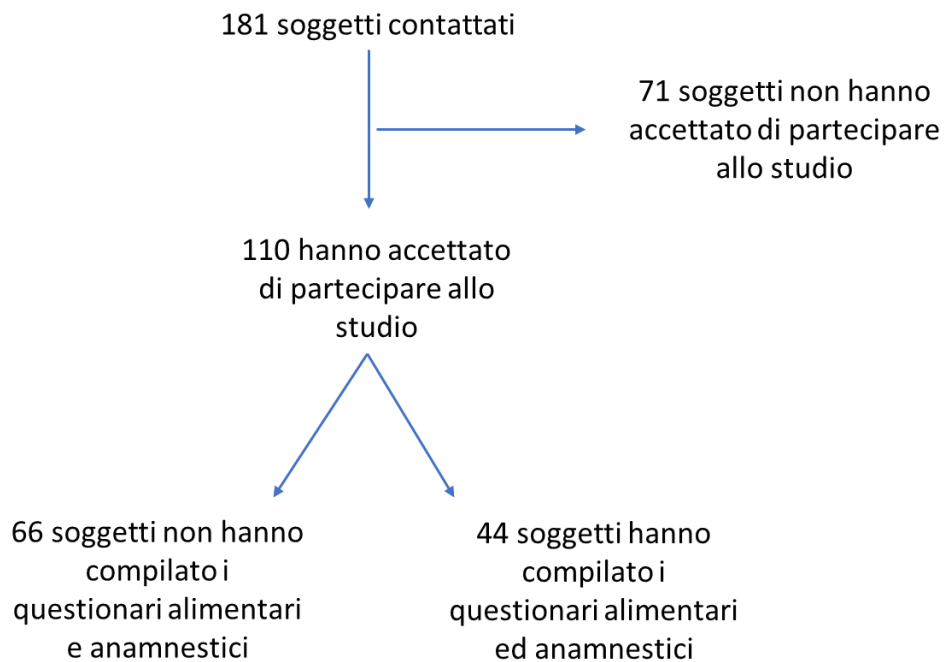 181 soggetti contattati
71 soggetti non hanno
accettato di partecipare
allo studio
110 hanno accettato
di partecipare allo
studio
66 soggetti non hanno
compilato i
questionari alimentari
e anamnestici
44 soggetti hanno
compilato i
questionari alimentari
ed anamnestici